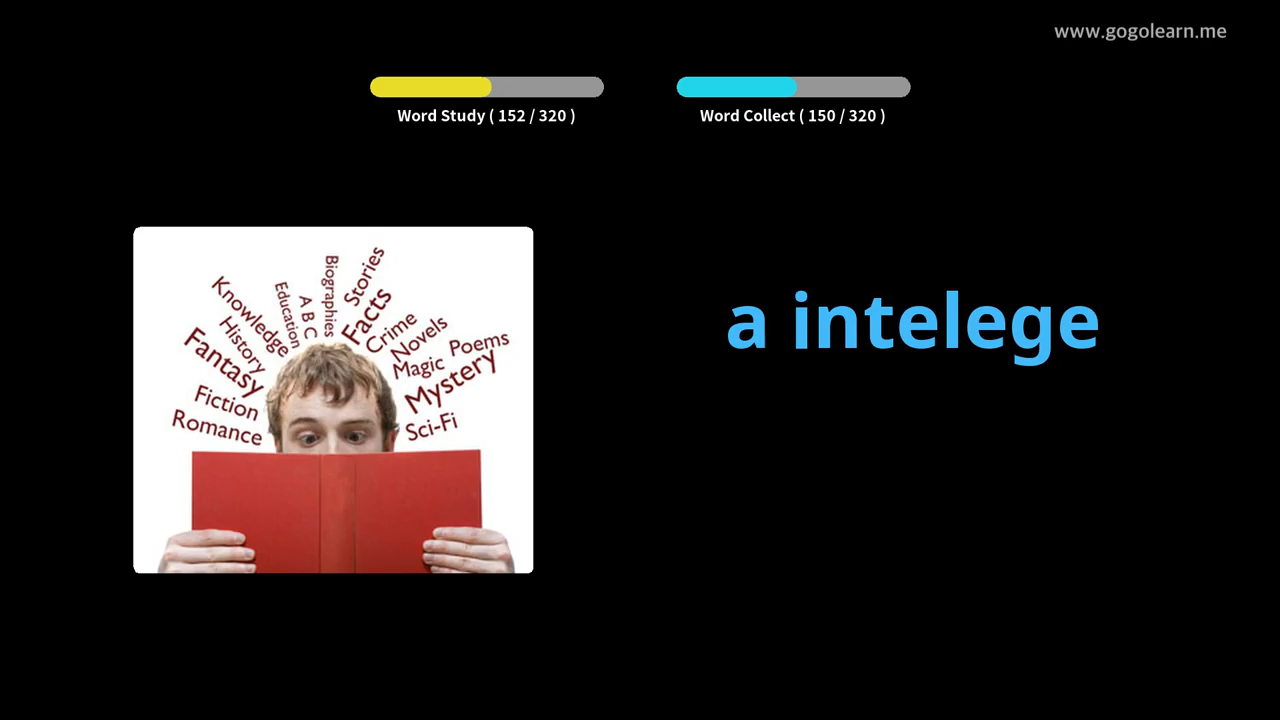 www.gogolearn.me
Word Study ( 152 / 320 )
Word Collect ( 150 / 320 )
Knowledge
History
Fantasy
Fiction
Romance
Education
A B C
Biographies
Stories
Facts
Crime
Novels
Magic
Poems
Mystery
Sci-Fi
a intelege